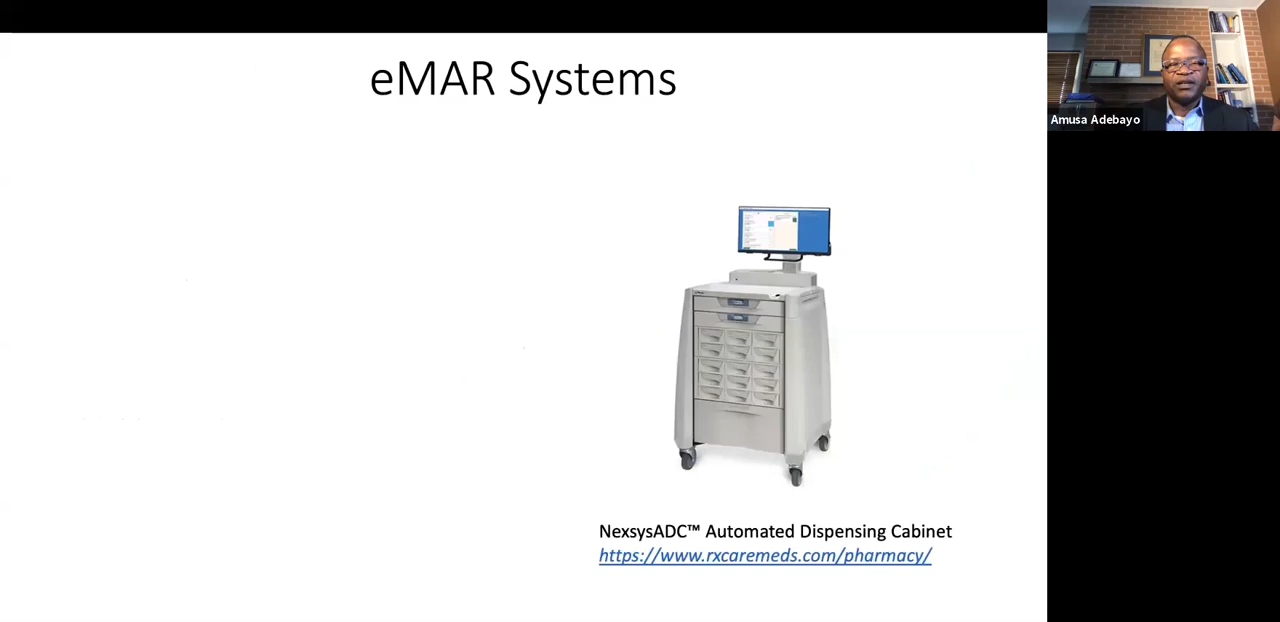 eMAR Systems
Amusa Adebayo
NexsysADC™ Automated Dispensing Cabinet
https://www.rxcaremeds.com/pharmacy/